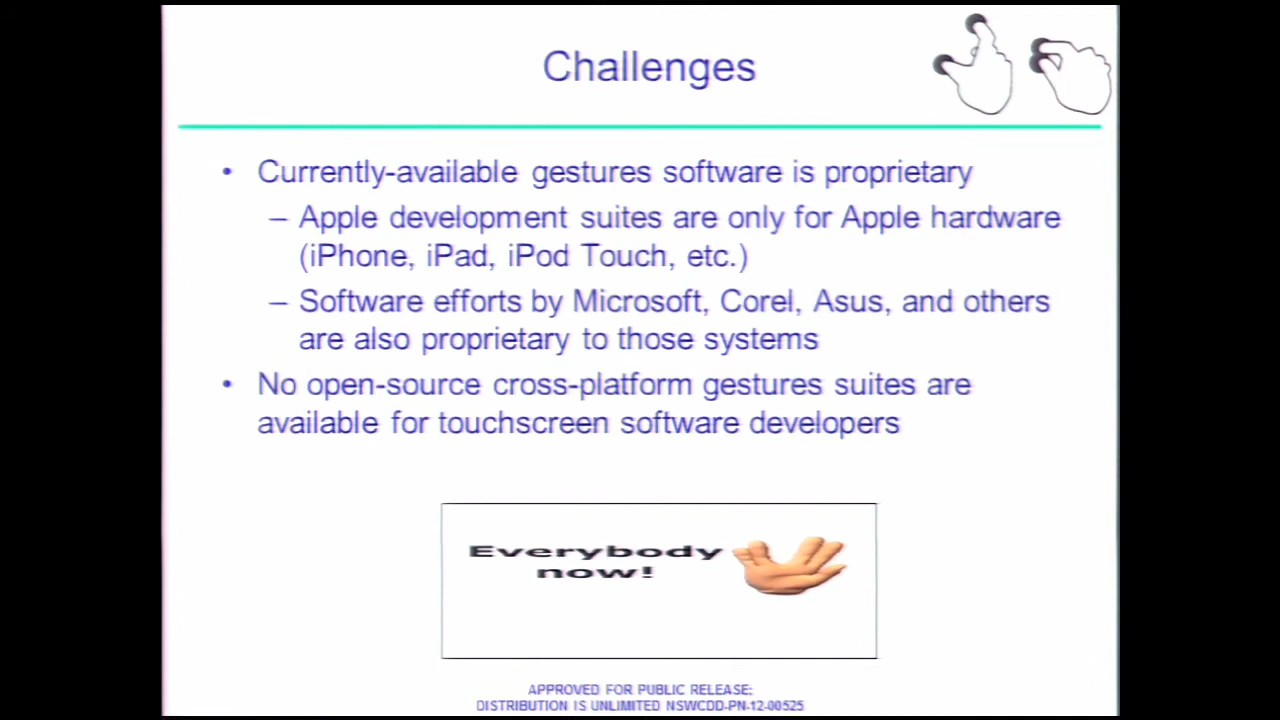 Challenges
• Currently-available gestures software is proprietary
– Apple development suites are only for Apple hardware
(iPhone, iPad, iPod Touch, etc.)
– Software efforts by Microsoft, Corel, Asus, and others
are also proprietary to those systems
• No open-source cross-platform gestures suites are
available for touchscreen software developers
Everybody
now!
APPROVED FOR PUBLIC RELEASE;
DISTRIBUTION IS UNLIMITED NSWCDD-PN-12-00525